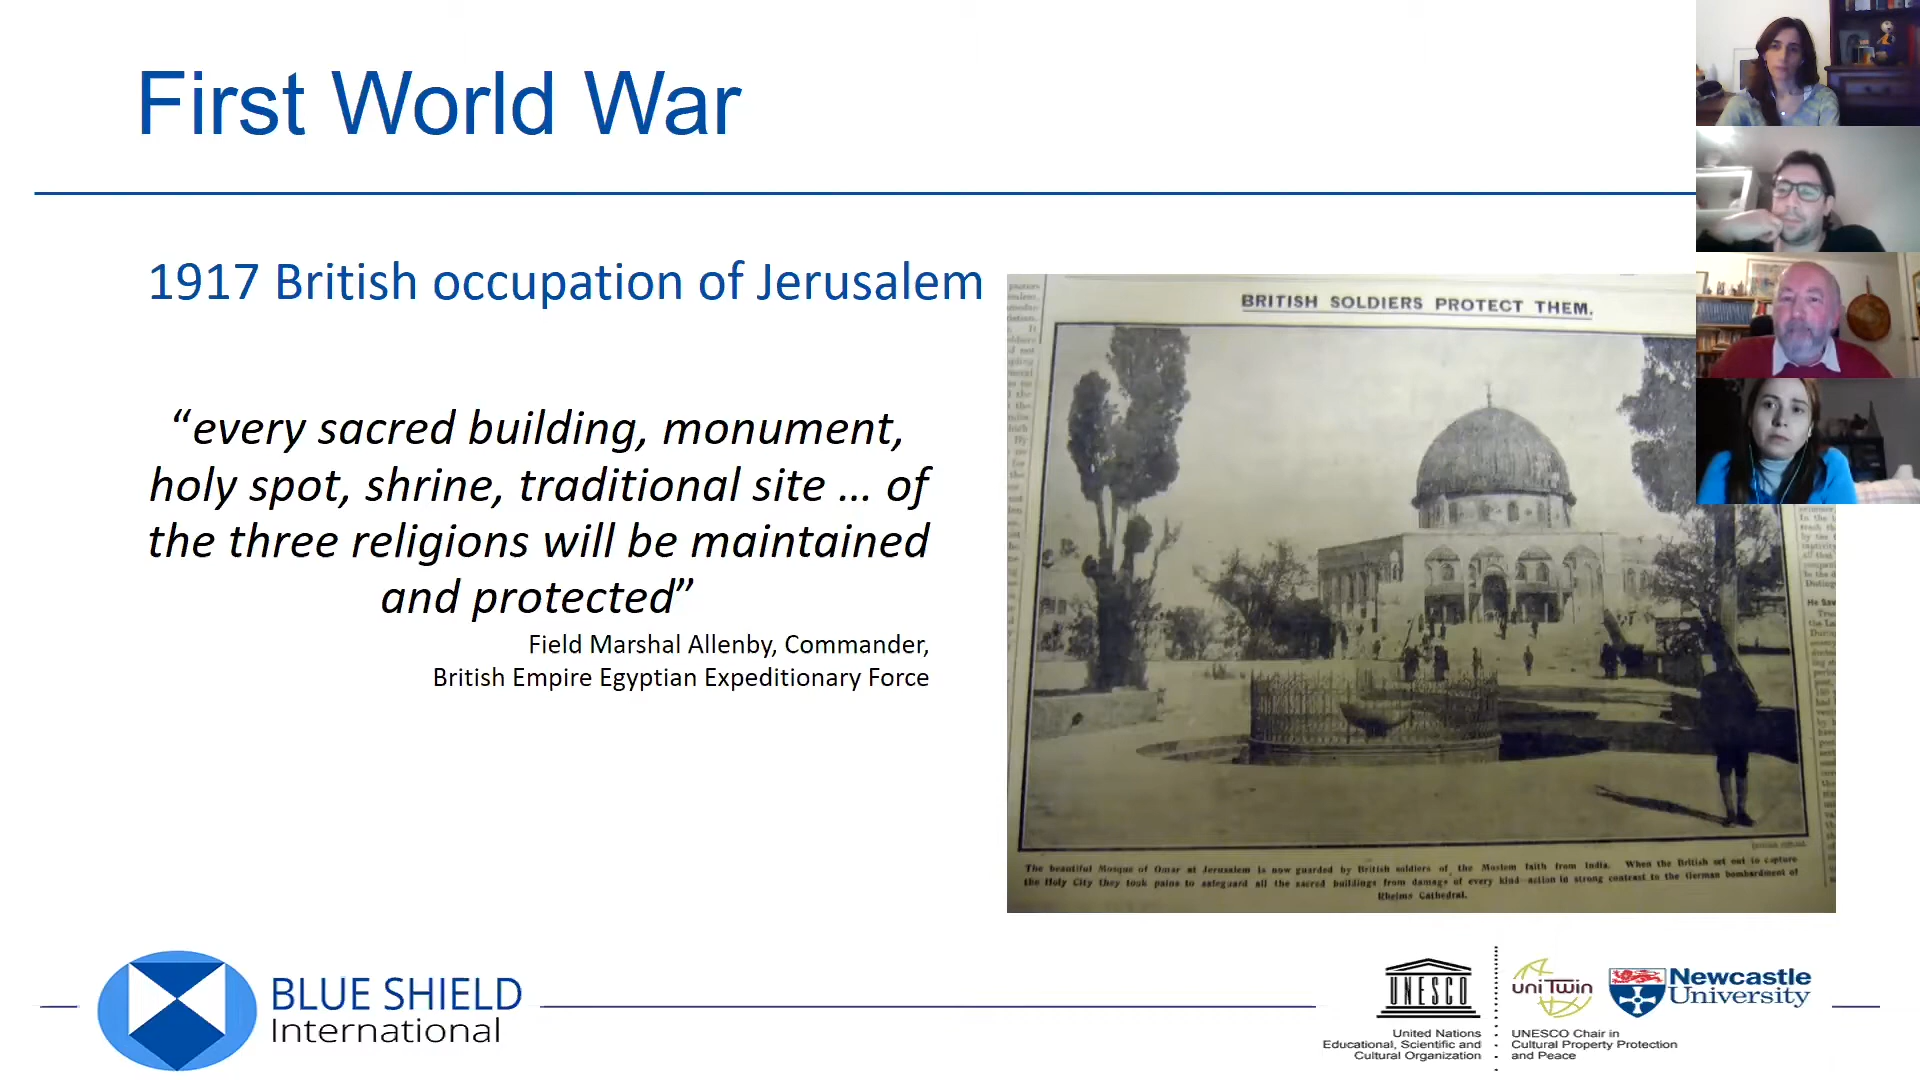 First World War
1917 British occupation of Jerusalem
“every sacred building, monument,
holy spot, shrine, traditional site … of
the three religions will be maintained
and protected”
Field Marshal Allenby, Commander,
British Empire Egyptian Expeditionary Force
BRITISH SOLDIERS PROTECT THEM.
The beautiful Mosque of Omar at Jerusalem is now guarded by British soldiers of the Moslem faith from India. When the British set out to capture
the Holy City they took pains to safeguard all the sacred buildings from damage of every kind—action in strong contrast to the German bombardment of
Rheims Cathedral.
BLUE SHIELD
International
UNESCO
United Nations
Educational, Scientific and
Cultural Organization
uniTwin
Newcastle
University
UNESCO Chair in
Cultural Property Protection
and Peace